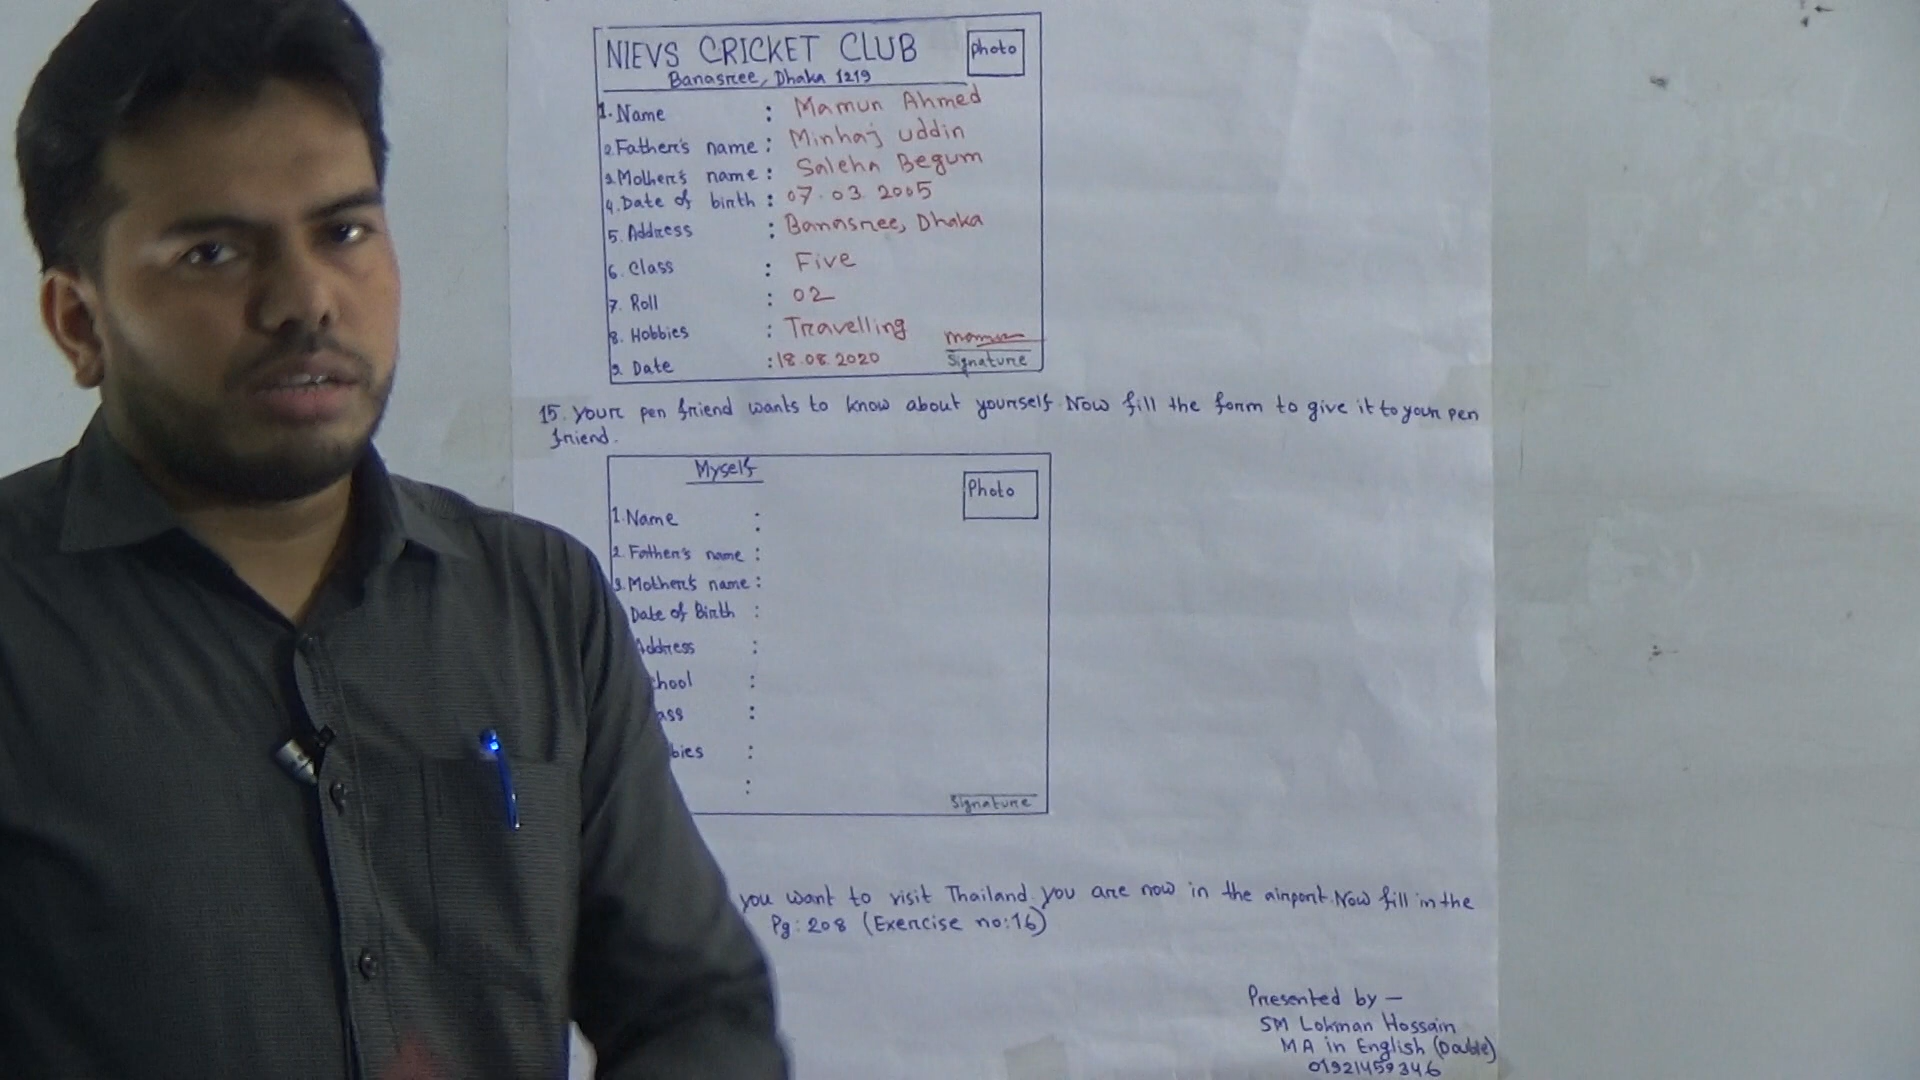 NIEVS CRICKET CLUB
Photo
Banasree, Dhaka 1219
1. Name : Mamun Ahmed
2. Father's name : Minhaj uddin
3. Mother's name : Saleha Begum
4. Date of birth : 07.03.2005
5. Address : Banasree, Dhaka
6. Class : Five
7. Roll : 02
8. Hobbies : Travelling
mamun
9. Date : 18.08.2020
Signature
15. Your pen friend wants to know about yourself. Now fill the form to give it to your pen
friend.
Myself
Photo
1. Name :
2. Father's name :
3. Mother's name :
Date of Birth :
Address :
chool :
ass :
bies :
:
Signature
you want to visit Thailand. you are now in the airport. Now fill in the
Pg: 208 (Exercise no:16)
Presented by -
SM Lokman Hossain
MA in English (Double)
01921459346